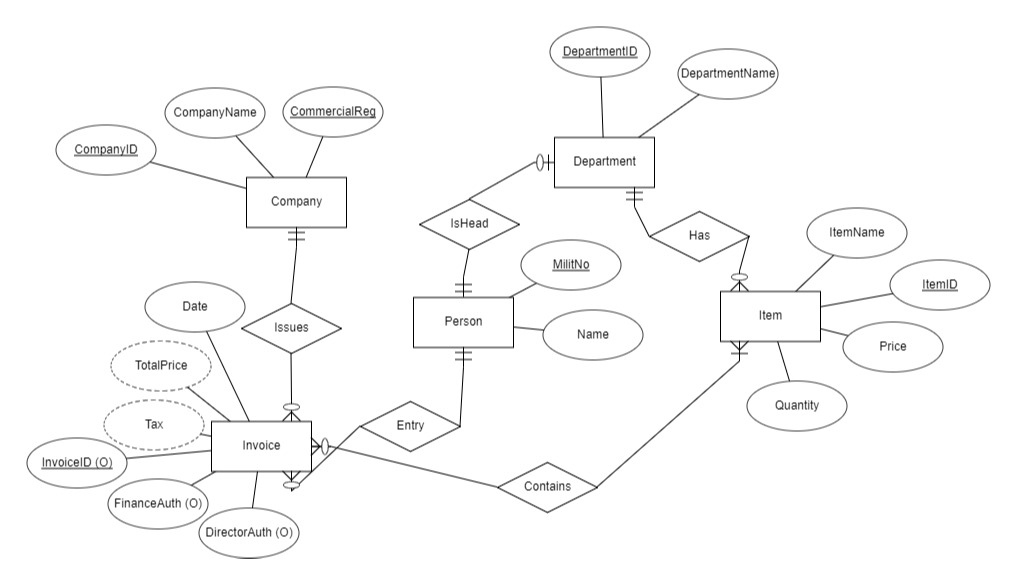 DepartmentID
DepartmentName
CompanyName
CommercialReg
CompanyID
Department
Company
IsHead
Has
ItemName
MilitNo
ItemID
Date
Issues
Person
Name
Item
Price
TotalPrice
Quantity
Tax
Entry
Invoice
InvoiceID (O)
Contains
FinanceAuth (O)
DirectorAuth (O)